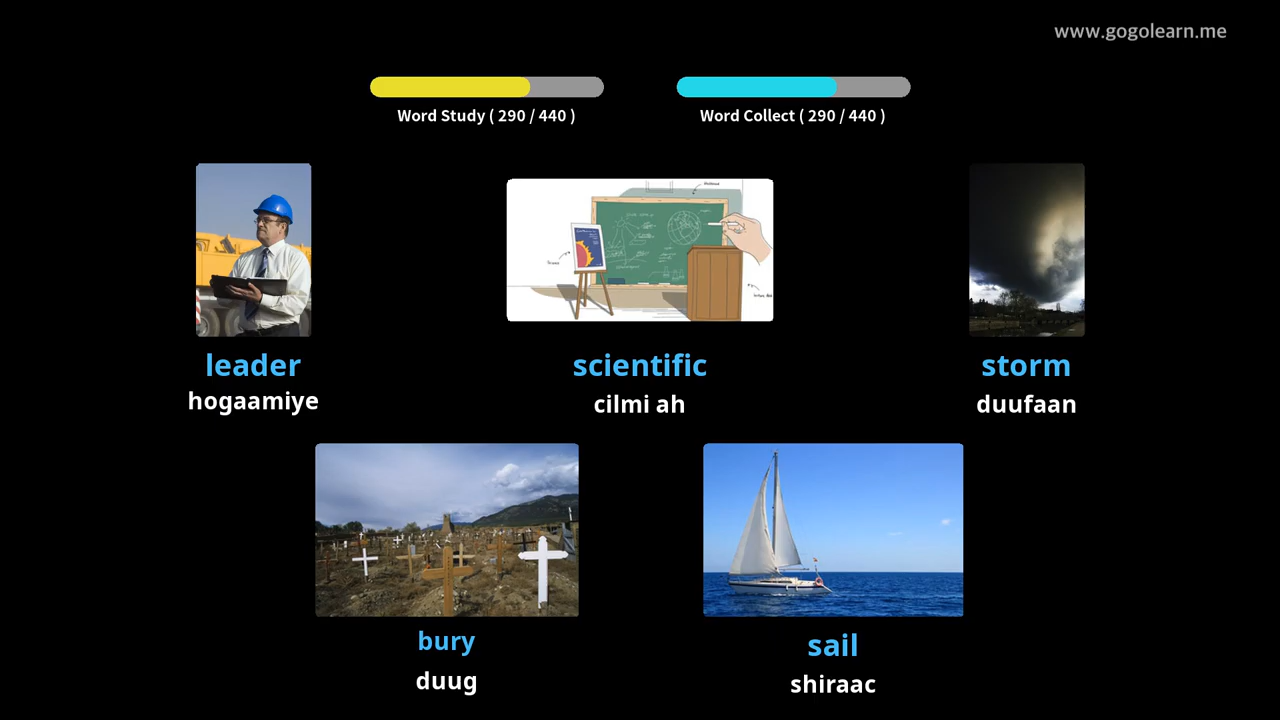 www.gogolearn.me
Word Study ( 290 / 440 )
Word Collect ( 290 / 440 )
leader
hogaamiye
scientific
cilmi ah
storm
duufaan
bury
duug
sail
shiraac